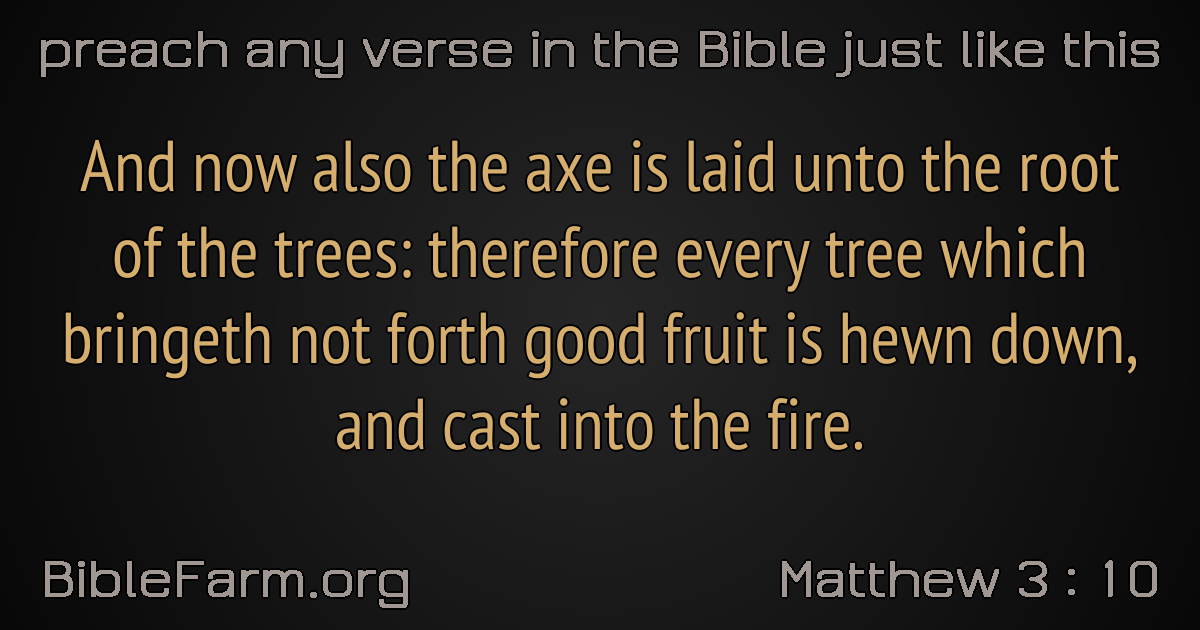 preach any verse in the Bible just like this
And now also the axe is laid unto the root
of the trees: therefore every tree which
bringeth not forth good fruit is hewn down,
and cast into the fire.
BibleFarm.org
Matthew 3 : 10